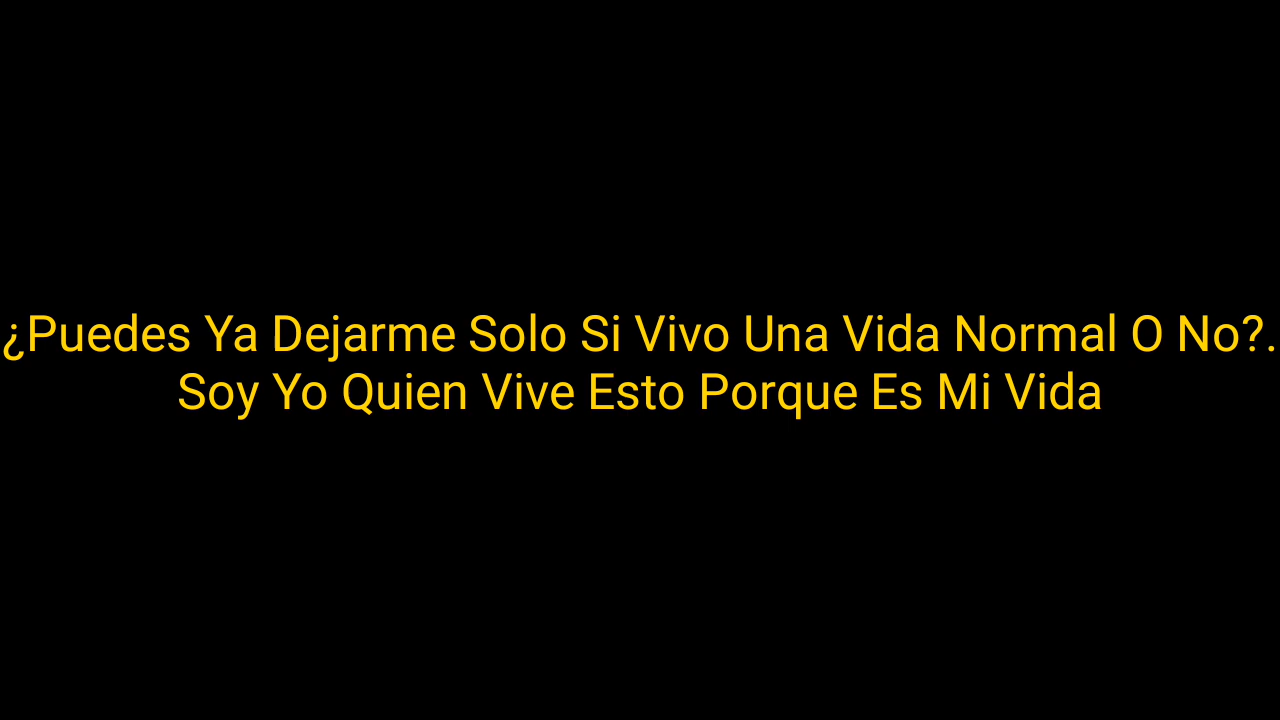 ¿Puedes Ya Dejarme Solo Si Vivo Una Vida Normal O No?.
Soy Yo Quien Vive Esto Porque Es Mi Vida